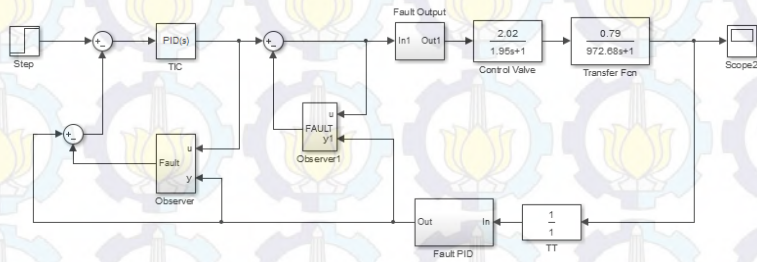 Fault Output
Step
PID(s)
TIC
In1 Out1
2.02
1.95s+1
Control Valve
0.79
972.68s+1
Transfer Fcn
Scope2
u
FAULT
y1
Observer1
u
Fault
y
Observer
Out In
Fault PID
1
1
TT